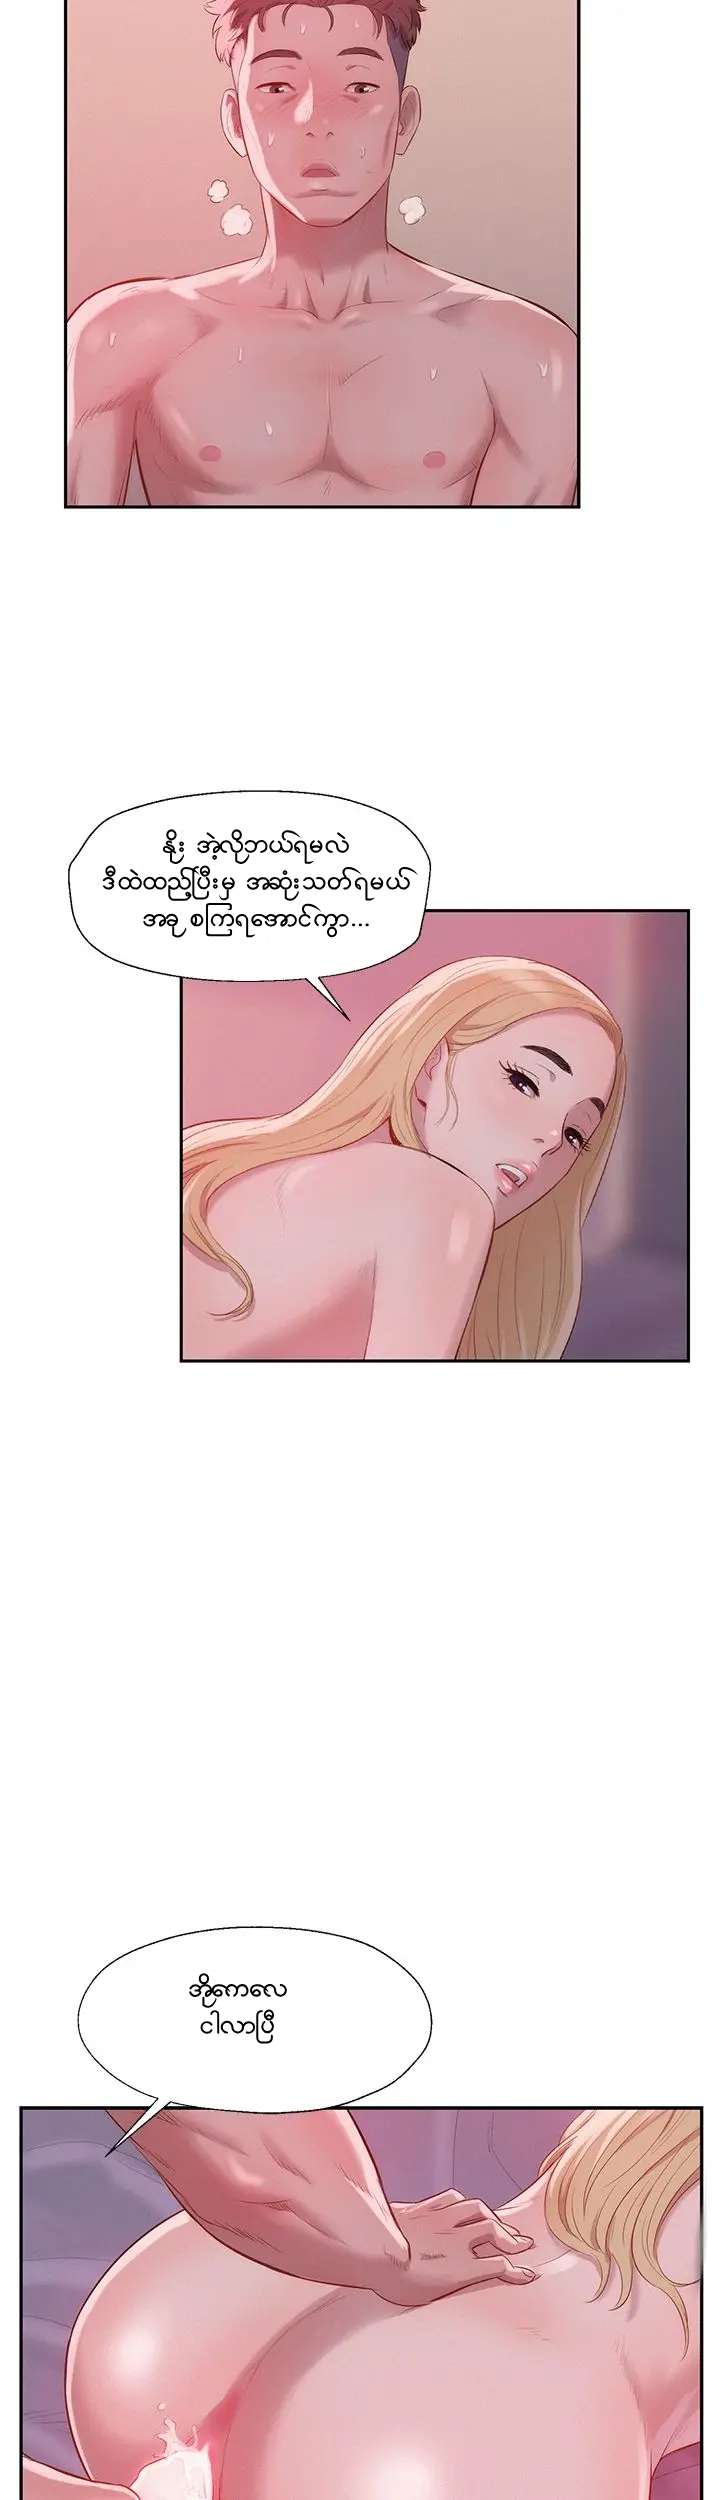 နိုး အဲ့လိုဘယ်ရမလဲ
ဒီထဲထည့်ပြီးမှ အဆုံးသတ်ရမယ်
အခု စကြရအောင်ကွာ...
အိုကေလေ
ငါလာပြီ